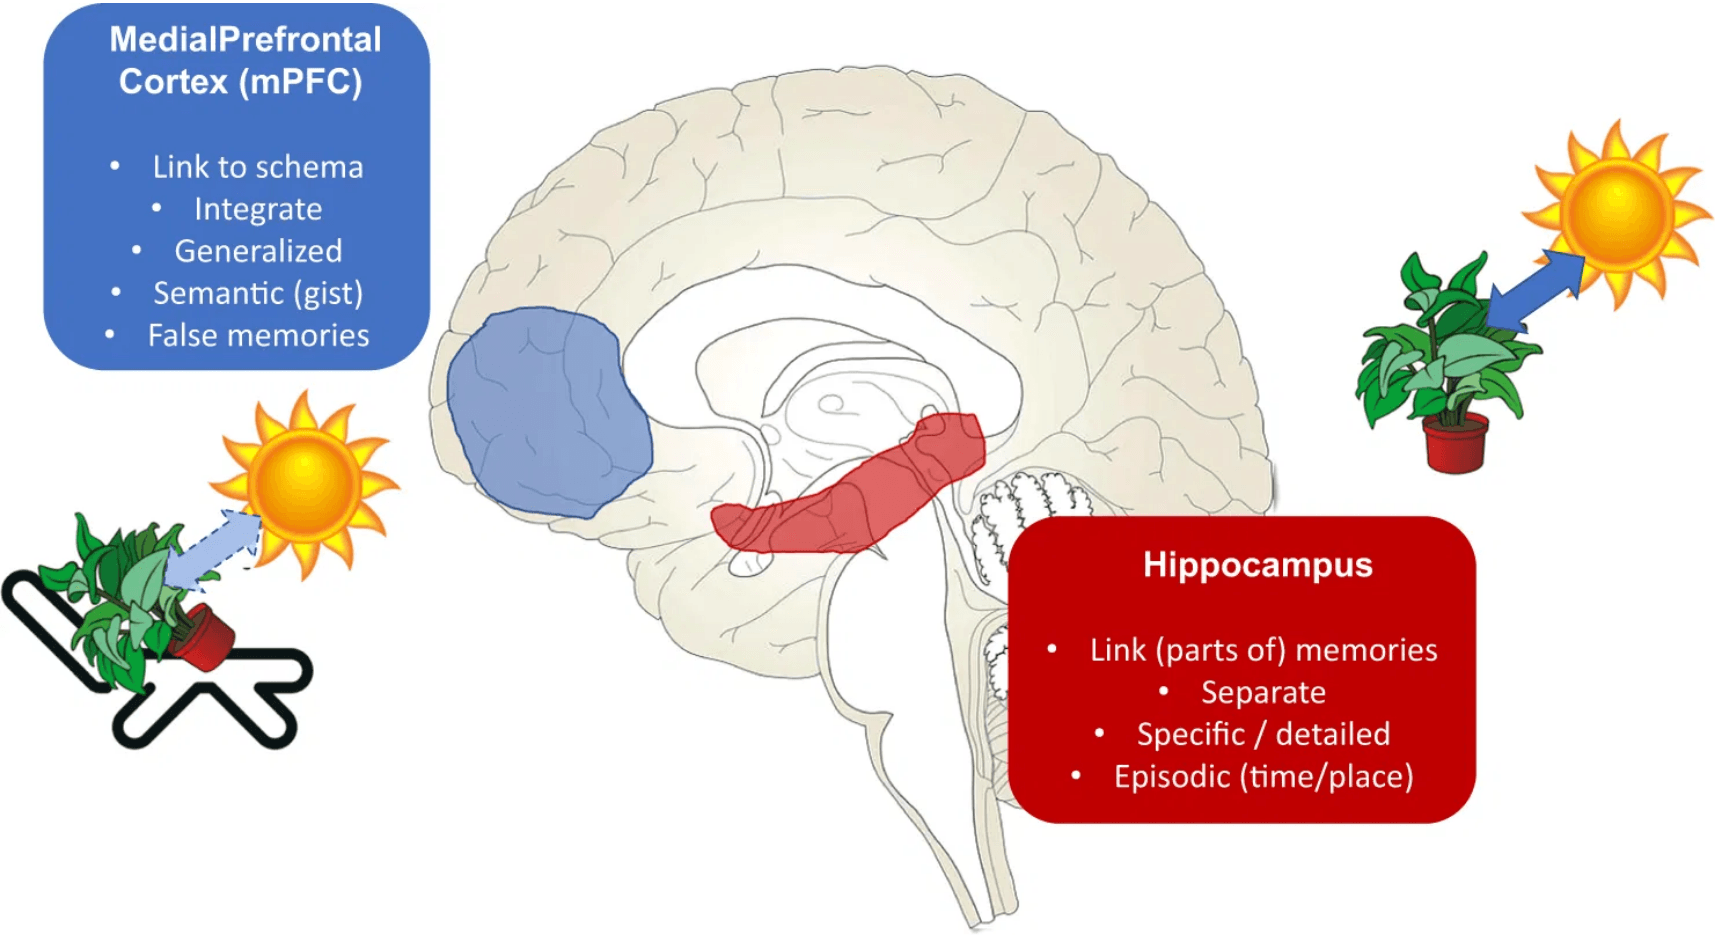 MedialPrefrontal
Cortex (mPFC)
• Link to schema
• Integrate
• Generalized
• Semantic (gist)
• False memories
Hippocampus
• Link (parts of) memories
• Separate
• Specific / detailed
• Episodic (time/place)